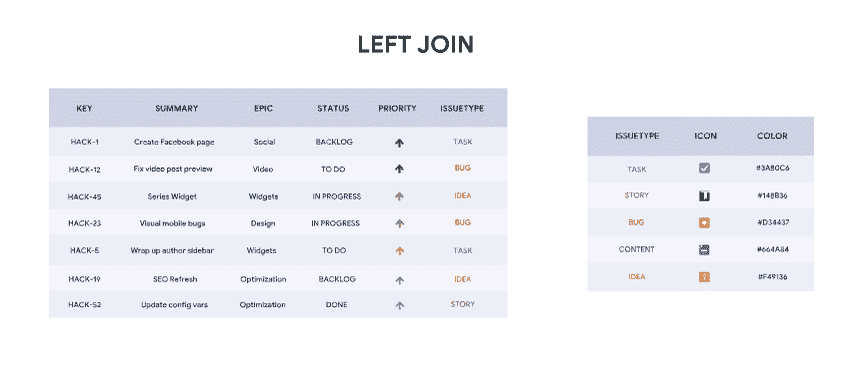 LEFT JOIN
KEY SUMMARY EPIC STATUS PRIORITY ISSUETYPE
HACK-1 Create Facebook page Social BACKLOG TASK
HACK-12 Fix video post preview Video TO DO BUG
HACK-45 Series Widget Widgets IN PROGRESS IDEA
HACK-23 Visual mobile bugs Design IN PROGRESS BUG
HACK-5 Wrap up author sidebar Widgets TO DO TASK
HACK-19 SEO Refresh Optimization BACKLOG IDEA
HACK-52 Update config vars Optimization DONE STORY
ISSUETYPE ICON COLOR
TASK #3A80C6
STORY #14BB36
BUG #D34437
CONTENT #664A84
IDEA #F49136